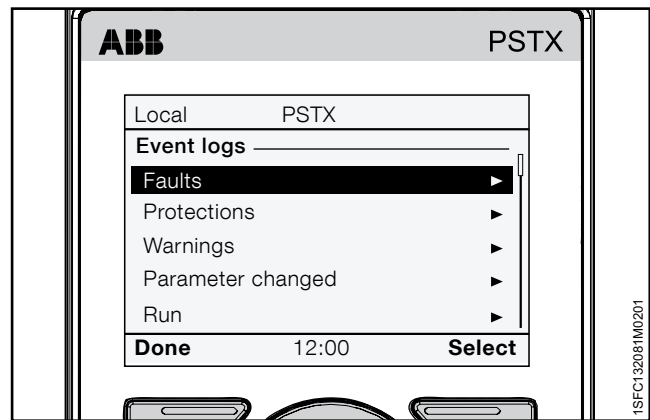 ABB PSTX
Local PSTX
Event logs
Faults
Protections
Warnings
Parameter changed
Run
Done 12:00 Select
1SFC132081M0201